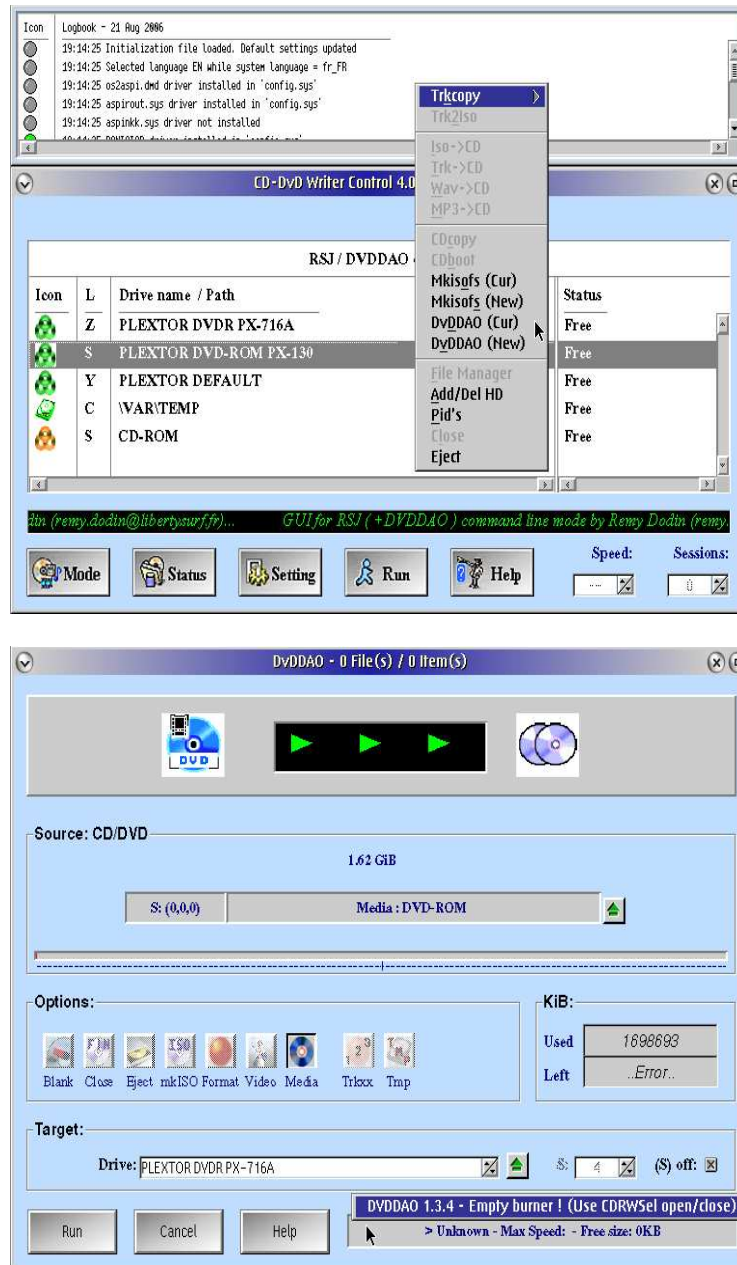 Icon Logbook - 21 Aug 2006
19:14:25 Initialization file loaded. Default settings updated
19:14:25 Selected language EN while system language = fr_FR
19:14:25 os2aspi.dmd driver installed in 'config.sys'
19:14:25 aspirout.sys driver installed in 'config.sys'
19:14:25 aspinkk.sys driver not installed
CD-DvD Writer Control 4.0
RSJ / DVDDAO
Icon L Drive name / Path Status
Z PLEXTOR DVDR PX-716A Free
S PLEXTOR DVD-ROM PX-130 Free
Y PLEXTOR DEFAULT Free
C \VAR\TEMP Free
S CD-ROM Free
Trkcopy
Trk2Iso
Iso->CD
Trk->CD
Wav->CD
MP3->CD
CDcopy
CDboot
Mkisofs (Cur)
Mkisofs (New)
DvDDAO (Cur)
DvDDAO (New)
File Manager
Add/Del HD
Pid's
Close
Eject
din (remy.dodin@libertysurf.fr)... GUI for RSJ ( +DVDDAO ) command line mode by Remy Dodin (remy.
Mode Status Setting Run Help Speed: Sessions:
--- 0
DvDDAO - 0 File(s) / 0 Item(s)
DVD
Source: CD/DVD
1.62 GiB
S: (0,0,0) Media : DVD-ROM
Options:
FIN ISO 1 2 3 TMP
Blank Close Eject mkISO Format Video Media Trkxx Tmp
KiB:
Used 1698693
Left ..Error..
Target:
Drive: PLEXTOR DVDR PX-716A S: 4 (S) off:
DVDDAO 1.3.4 - Empty burner ! (Use CDRWSel open/close)
Run Cancel Help > Unknown - Max Speed: - Free size: 0KB